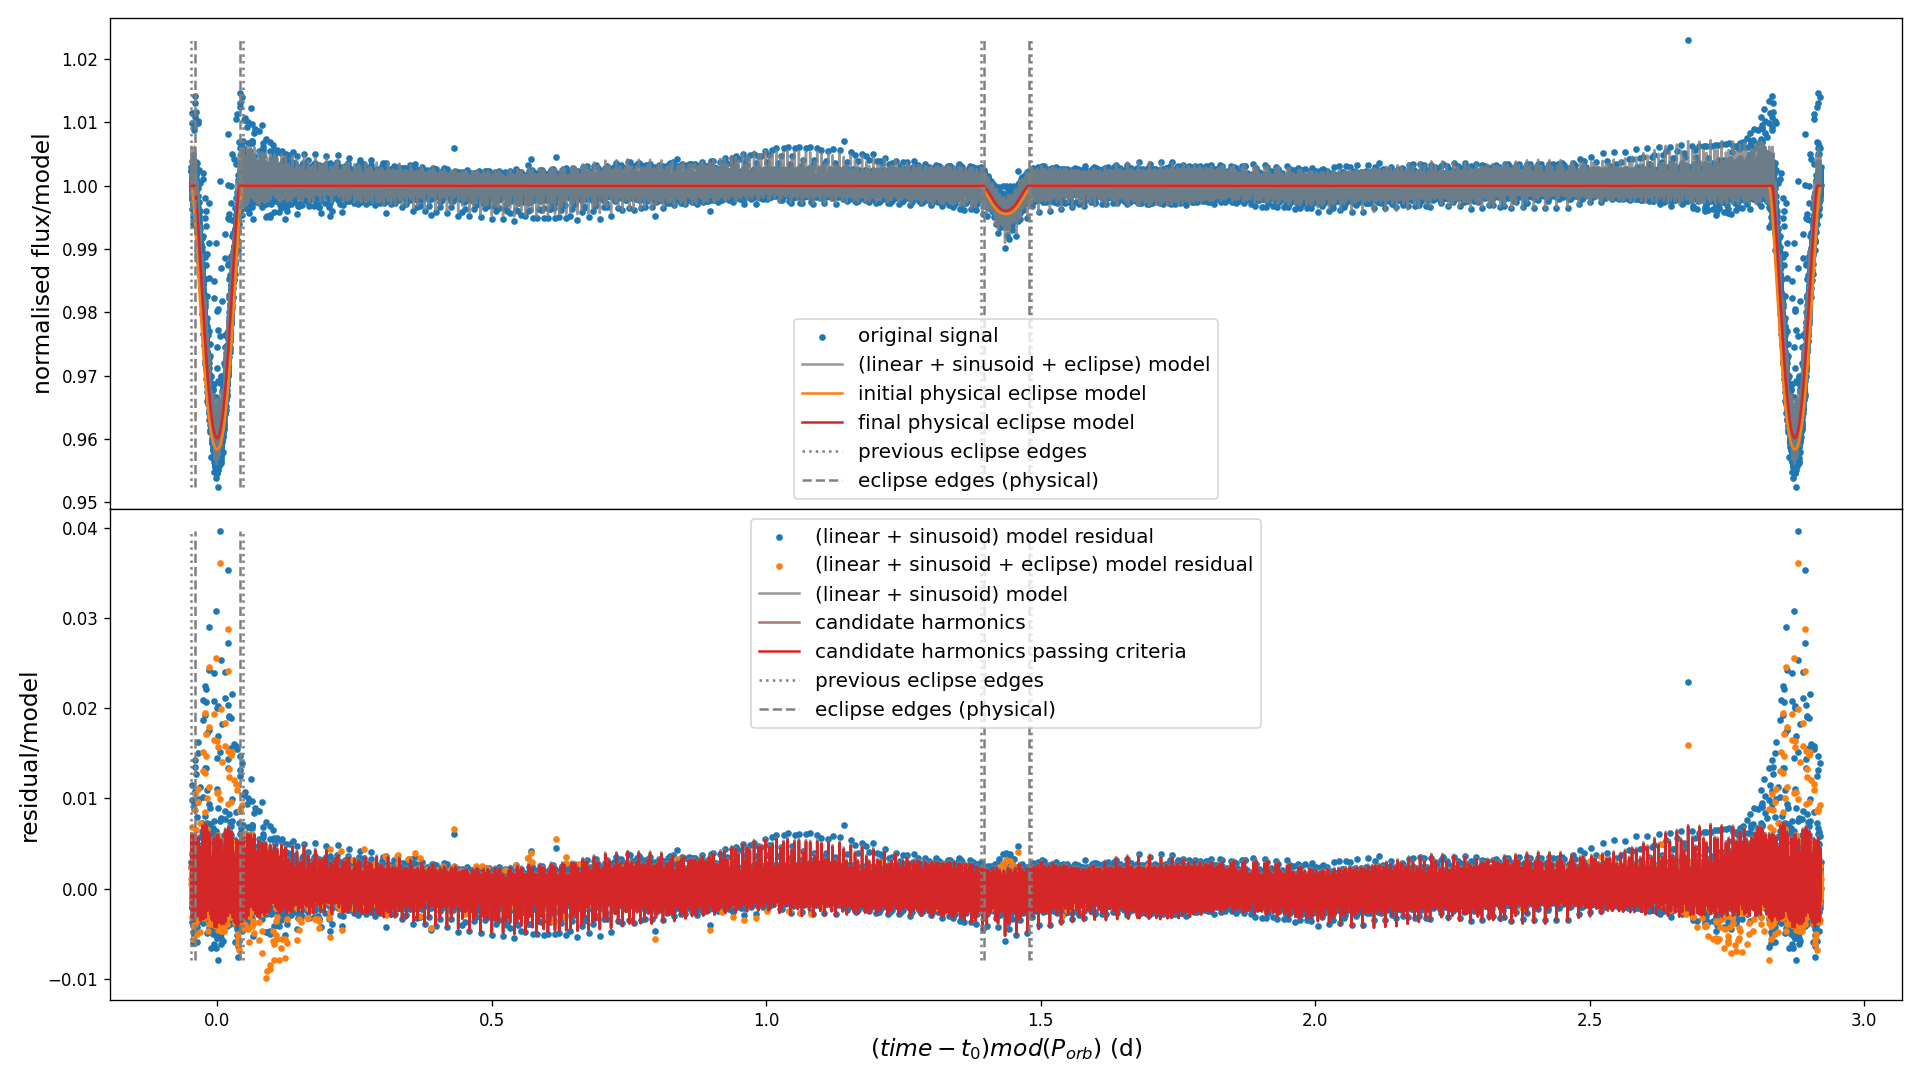 normalised flux/model
1.02
1.01
1.00
0.99
0.98
0.97
0.96
0.95
original signal
(linear + sinusoid + eclipse) model
initial physical eclipse model
final physical eclipse model
previous eclipse edges
eclipse edges (physical)
residual/model
0.04
0.03
0.02
0.01
0.00
−0.01
(linear + sinusoid) model residual
(linear + sinusoid + eclipse) model residual
(linear + sinusoid) model
candidate harmonics
candidate harmonics passing criteria
previous eclipse edges
eclipse edges (physical)
0.0 0.5 1.0 1.5 2.0 2.5 3.0
(time − t₀)mod(P_orb) (d)